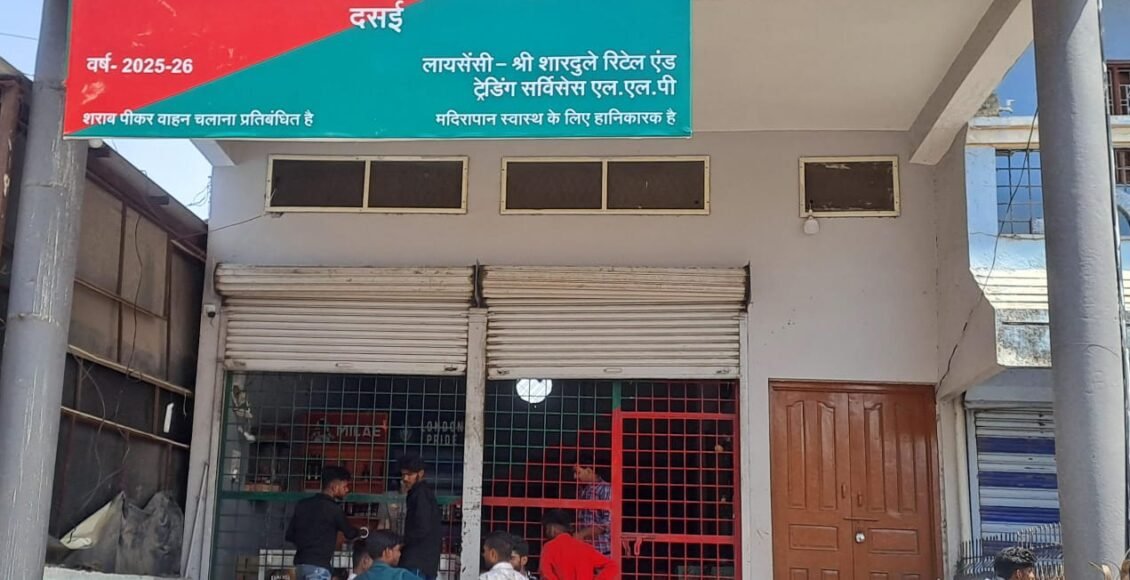 दसई
वर्ष- 2025-26
लायसेंसी – श्री शारदुले रिटेल एंड
ट्रेडिंग सर्विसेस एल.एल.पी
शराब पीकर वाहन चलाना प्रतिबंधित है
मदिरापान स्वास्थ के लिए हानिकारक है
LONDON
PRIDE